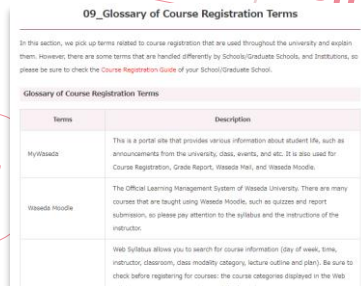 09_Glossary of Course Registration Terms
In this section, we pick up terms related to course registration that are used throughout the university and explain
them. However, there are some terms that are handled differently by Schools/Graduate Schools, and Institutions, so
please be sure to check the Course Registration Guide of your School/Graduate School.
Glossary of Course Registration Terms
Terms
Description
MyWaseda
This is a portal site that provides various information about student life, such as
announcements from the university, class, events, and etc. It is also used for
Course Registration, Grade Report, Waseda Mail, and Waseda Moodle.
Waseda Moodle
The Official Learning Management System of Waseda University. There are many
courses that are taught using Waseda Moodle, such as quizzes and report
submission, so please pay attention to the syllabus and the instructions of the
instructor.
Web Syllabus allows you to search for course information (day of week, time,
instructor, classroom, class modality category, lecture outline and plan). Be sure to
check before registering for courses: the course categories displayed in the Web